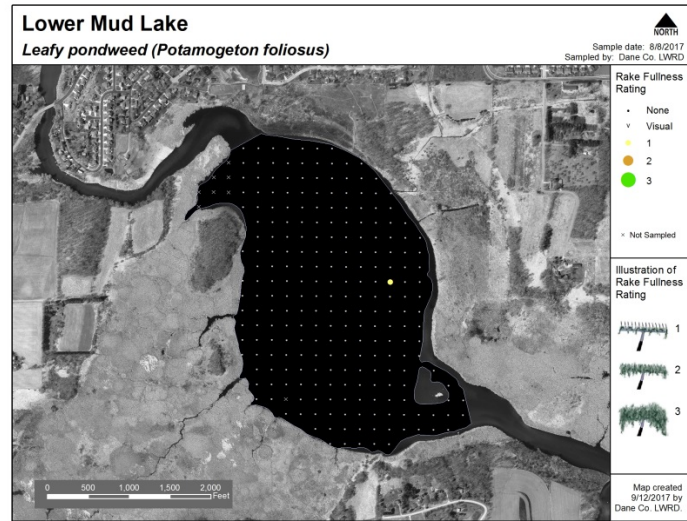 Lower Mud Lake
Leafy pondweed (Potamogeton foliosus)
NORTH
Sample date: 8/8/2017
Sampled by: Dane Co. LWRD
Rake Fullness
Rating
None
v Visual
1
2
3
× Not Sampled
Illustration of
Rake Fullness
Rating
1
2
3
0 500 1,000 1,500 2,000
Feet
Map created
9/12/2017 by
Dane Co. LWRD.